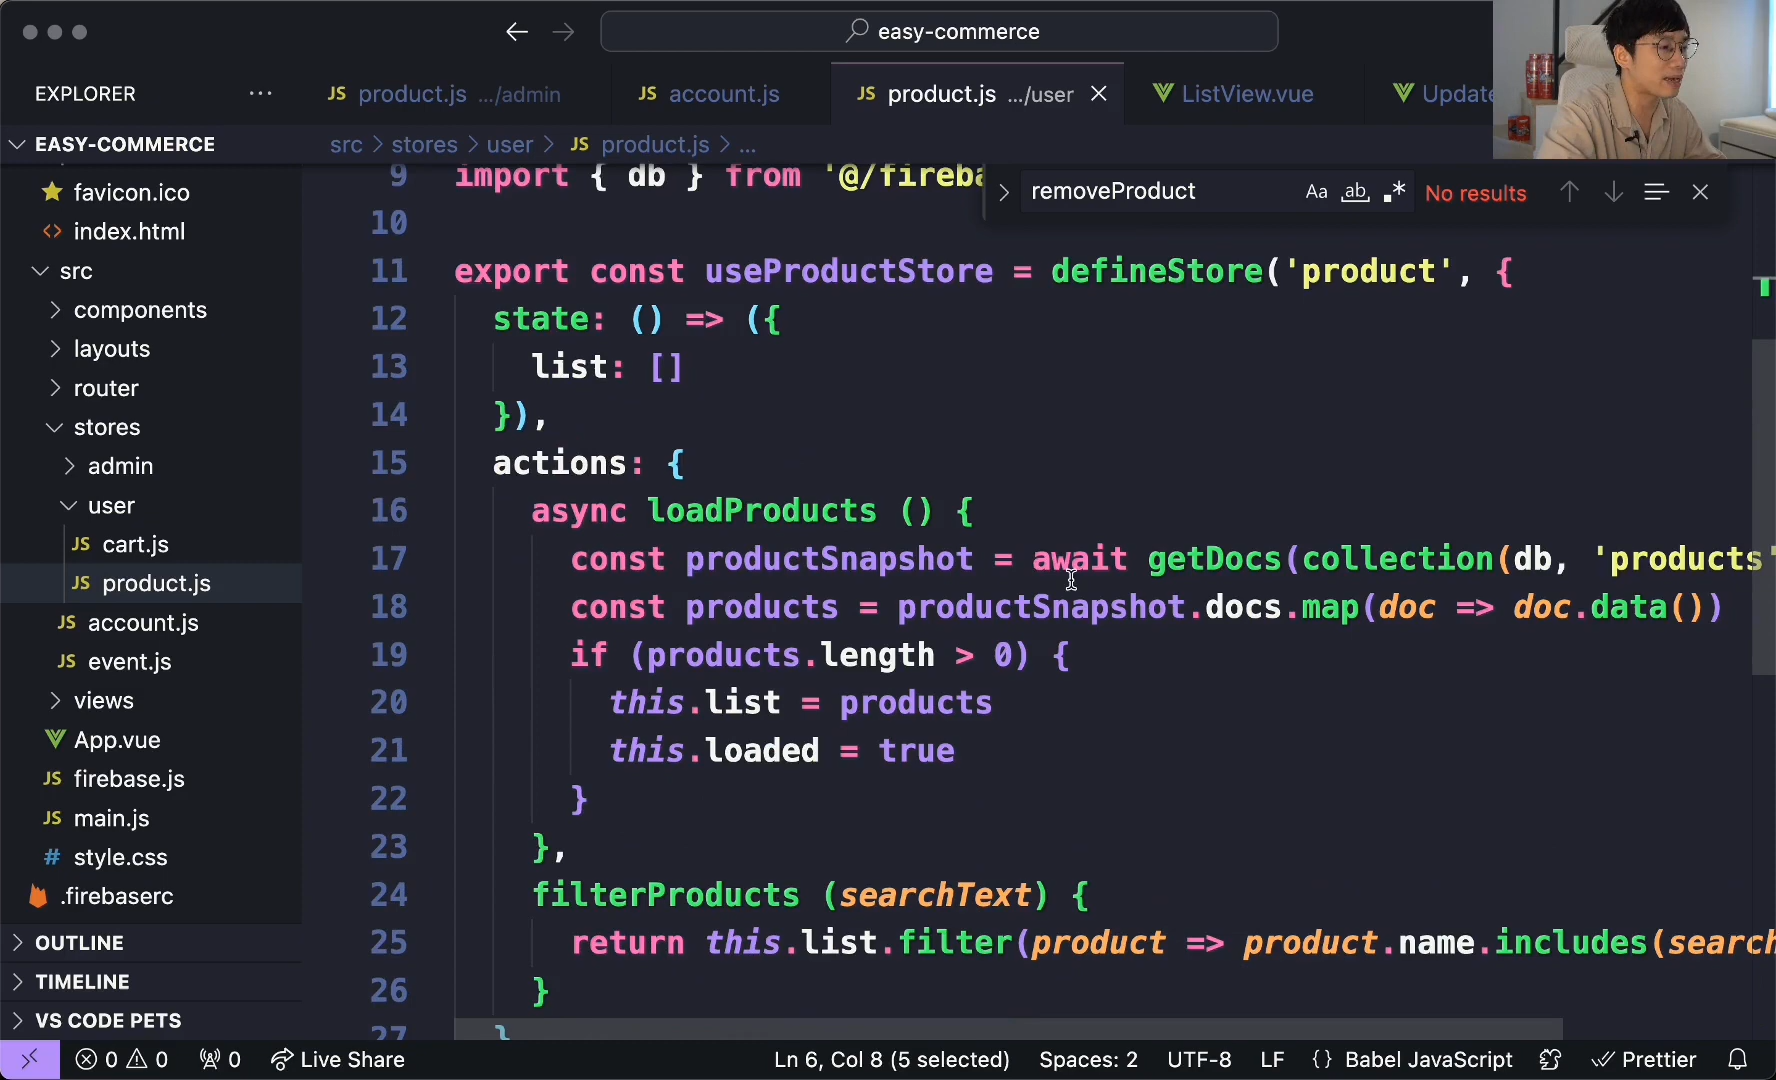 easy-commerce
EXPLORER
···
JS product.js .../admin
JS account.js
JS product.js .../user
ListView.vue
Update
EASY-COMMERCE
src > stores > user > JS product.js > ...
removeProduct
Aa
ab
No results
favicon.ico
<> index.html
src
components
layouts
router
stores
admin
user
JS cart.js
JS product.js
JS account.js
JS event.js
views
App.vue
JS firebase.js
JS main.js
# style.css
.firebaserc
OUTLINE
TIMELINE
VS CODE PETS
9 import { db } from '@/fireba
10
11 export const useProductStore = defineStore('product', {
12 state: () => ({
13 list: []
14 }),
15 actions: {
16 async loadProducts () {
17 const productSnapshot = await getDocs(collection(db, 'products'
18 const products = productSnapshot.docs.map(doc => doc.data())
19 if (products.length > 0) {
20 this.list = products
21 this.loaded = true
22 }
23 },
24 filterProducts (searchText) {
25 return this.list.filter(product => product.name.includes(search
26 }
27 }
0 0
0
Live Share
Ln 6, Col 8 (5 selected)
Spaces: 2
UTF-8
LF
{ } Babel JavaScript
Prettier